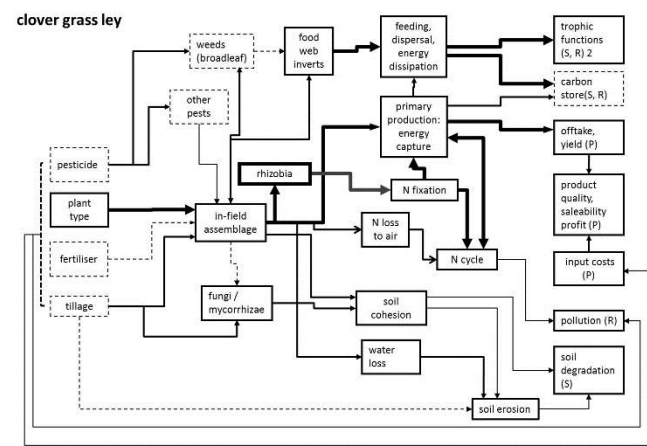 clover grass ley
weeds
(broadleaf)
food
web
inverts
feeding,
dispersal,
energy
dissipation
trophic
functions
(S, R) 2
other
pests
carbon
store(S, R)
primary
production:
energy
capture
offtake,
yield (P)
pesticide
rhizobia
N fixation
plant
type
in-field
assemblage
product
quality,
saleability
profit (P)
N loss
to air
fertiliser
N cycle
input costs
(P)
tillage
fungi /
mycorrhizae
soil
cohesion
pollution (R)
water
loss
soil
degradation
(S)
soil erosion